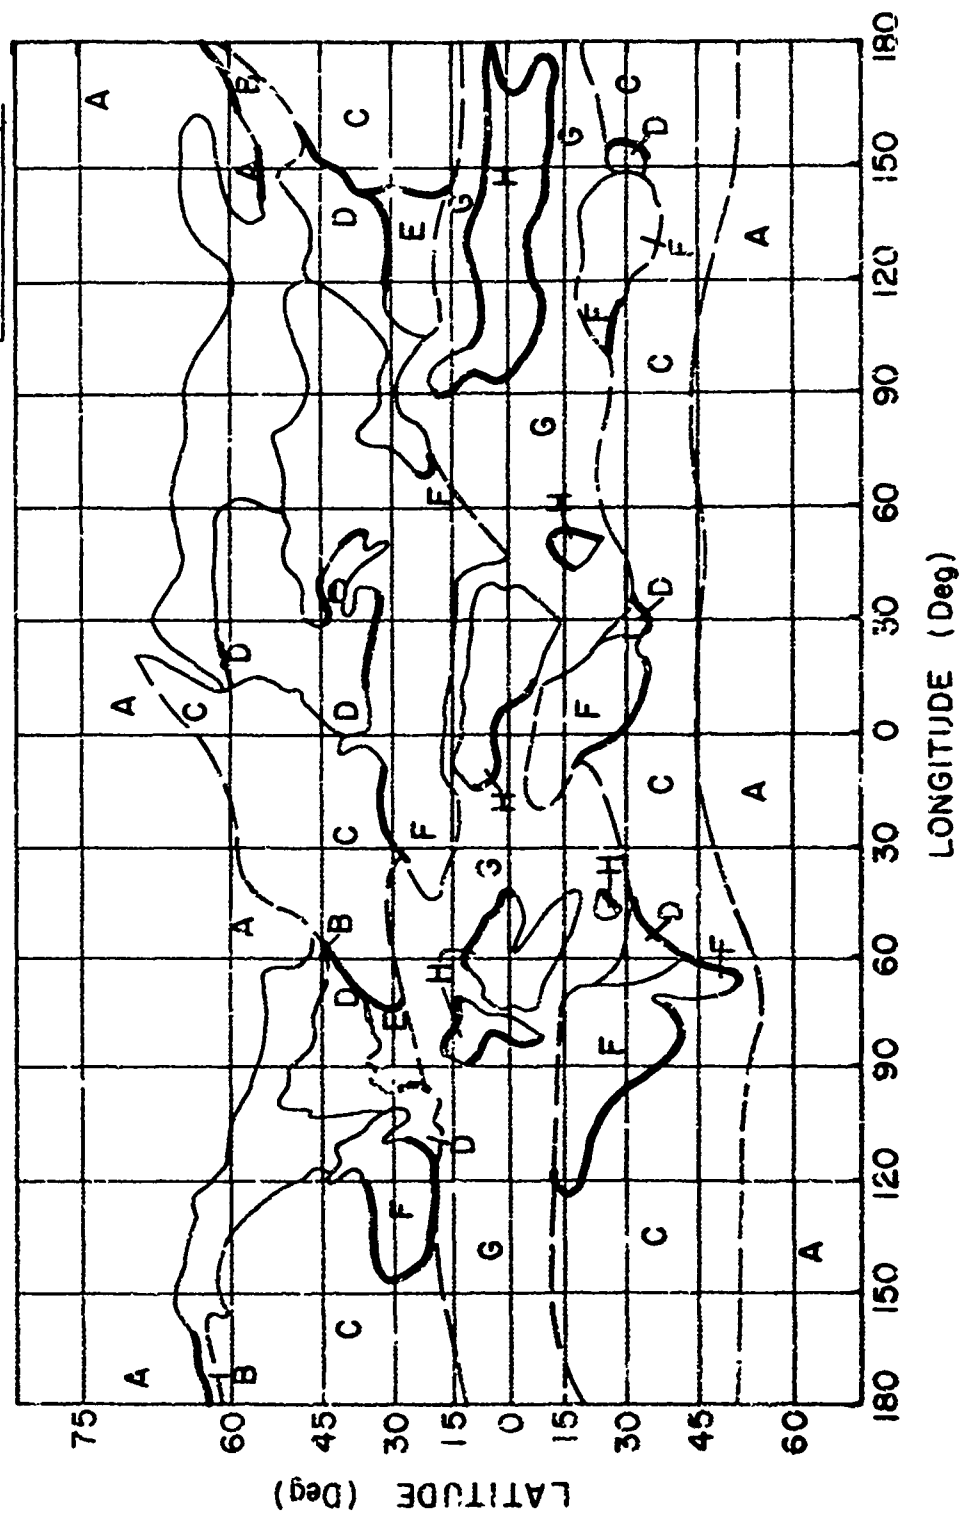 LATITUDE (Deg)
75
60
45
30
15
0
15
30
45
60
A A A
B A C D A B
C D B C D D D C
F E F E
D H F G
G G H H
G H G
F H F F C
C D C D C F D
F
A A A
180 150 120 90 60 30 0 30 60 90 120 150 180
LONGITUDE (Deg)